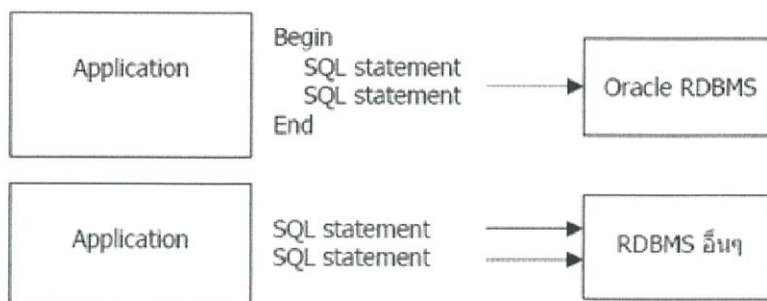 Application
Begin
SQL statement
SQL statement
End
Oracle RDBMS
Application
SQL statement
SQL statement
RDBMS อื่นๆ